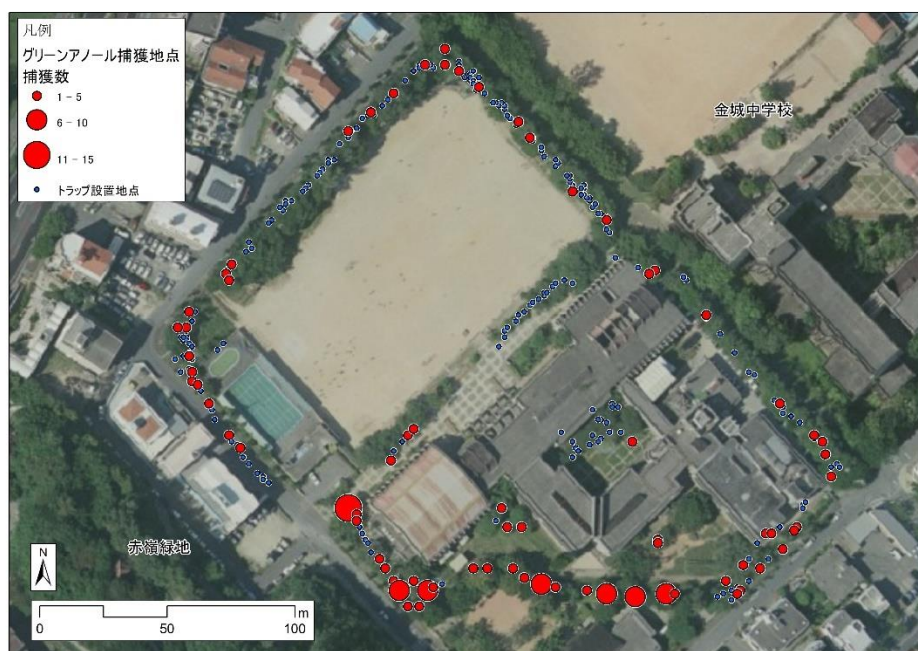 凡例
グリーンアノール捕獲地点
捕獲数
1 - 5
6 - 10
11 - 15
トラップ設置地点
金城中学校
赤嶺緑地
N
m
0 50 100